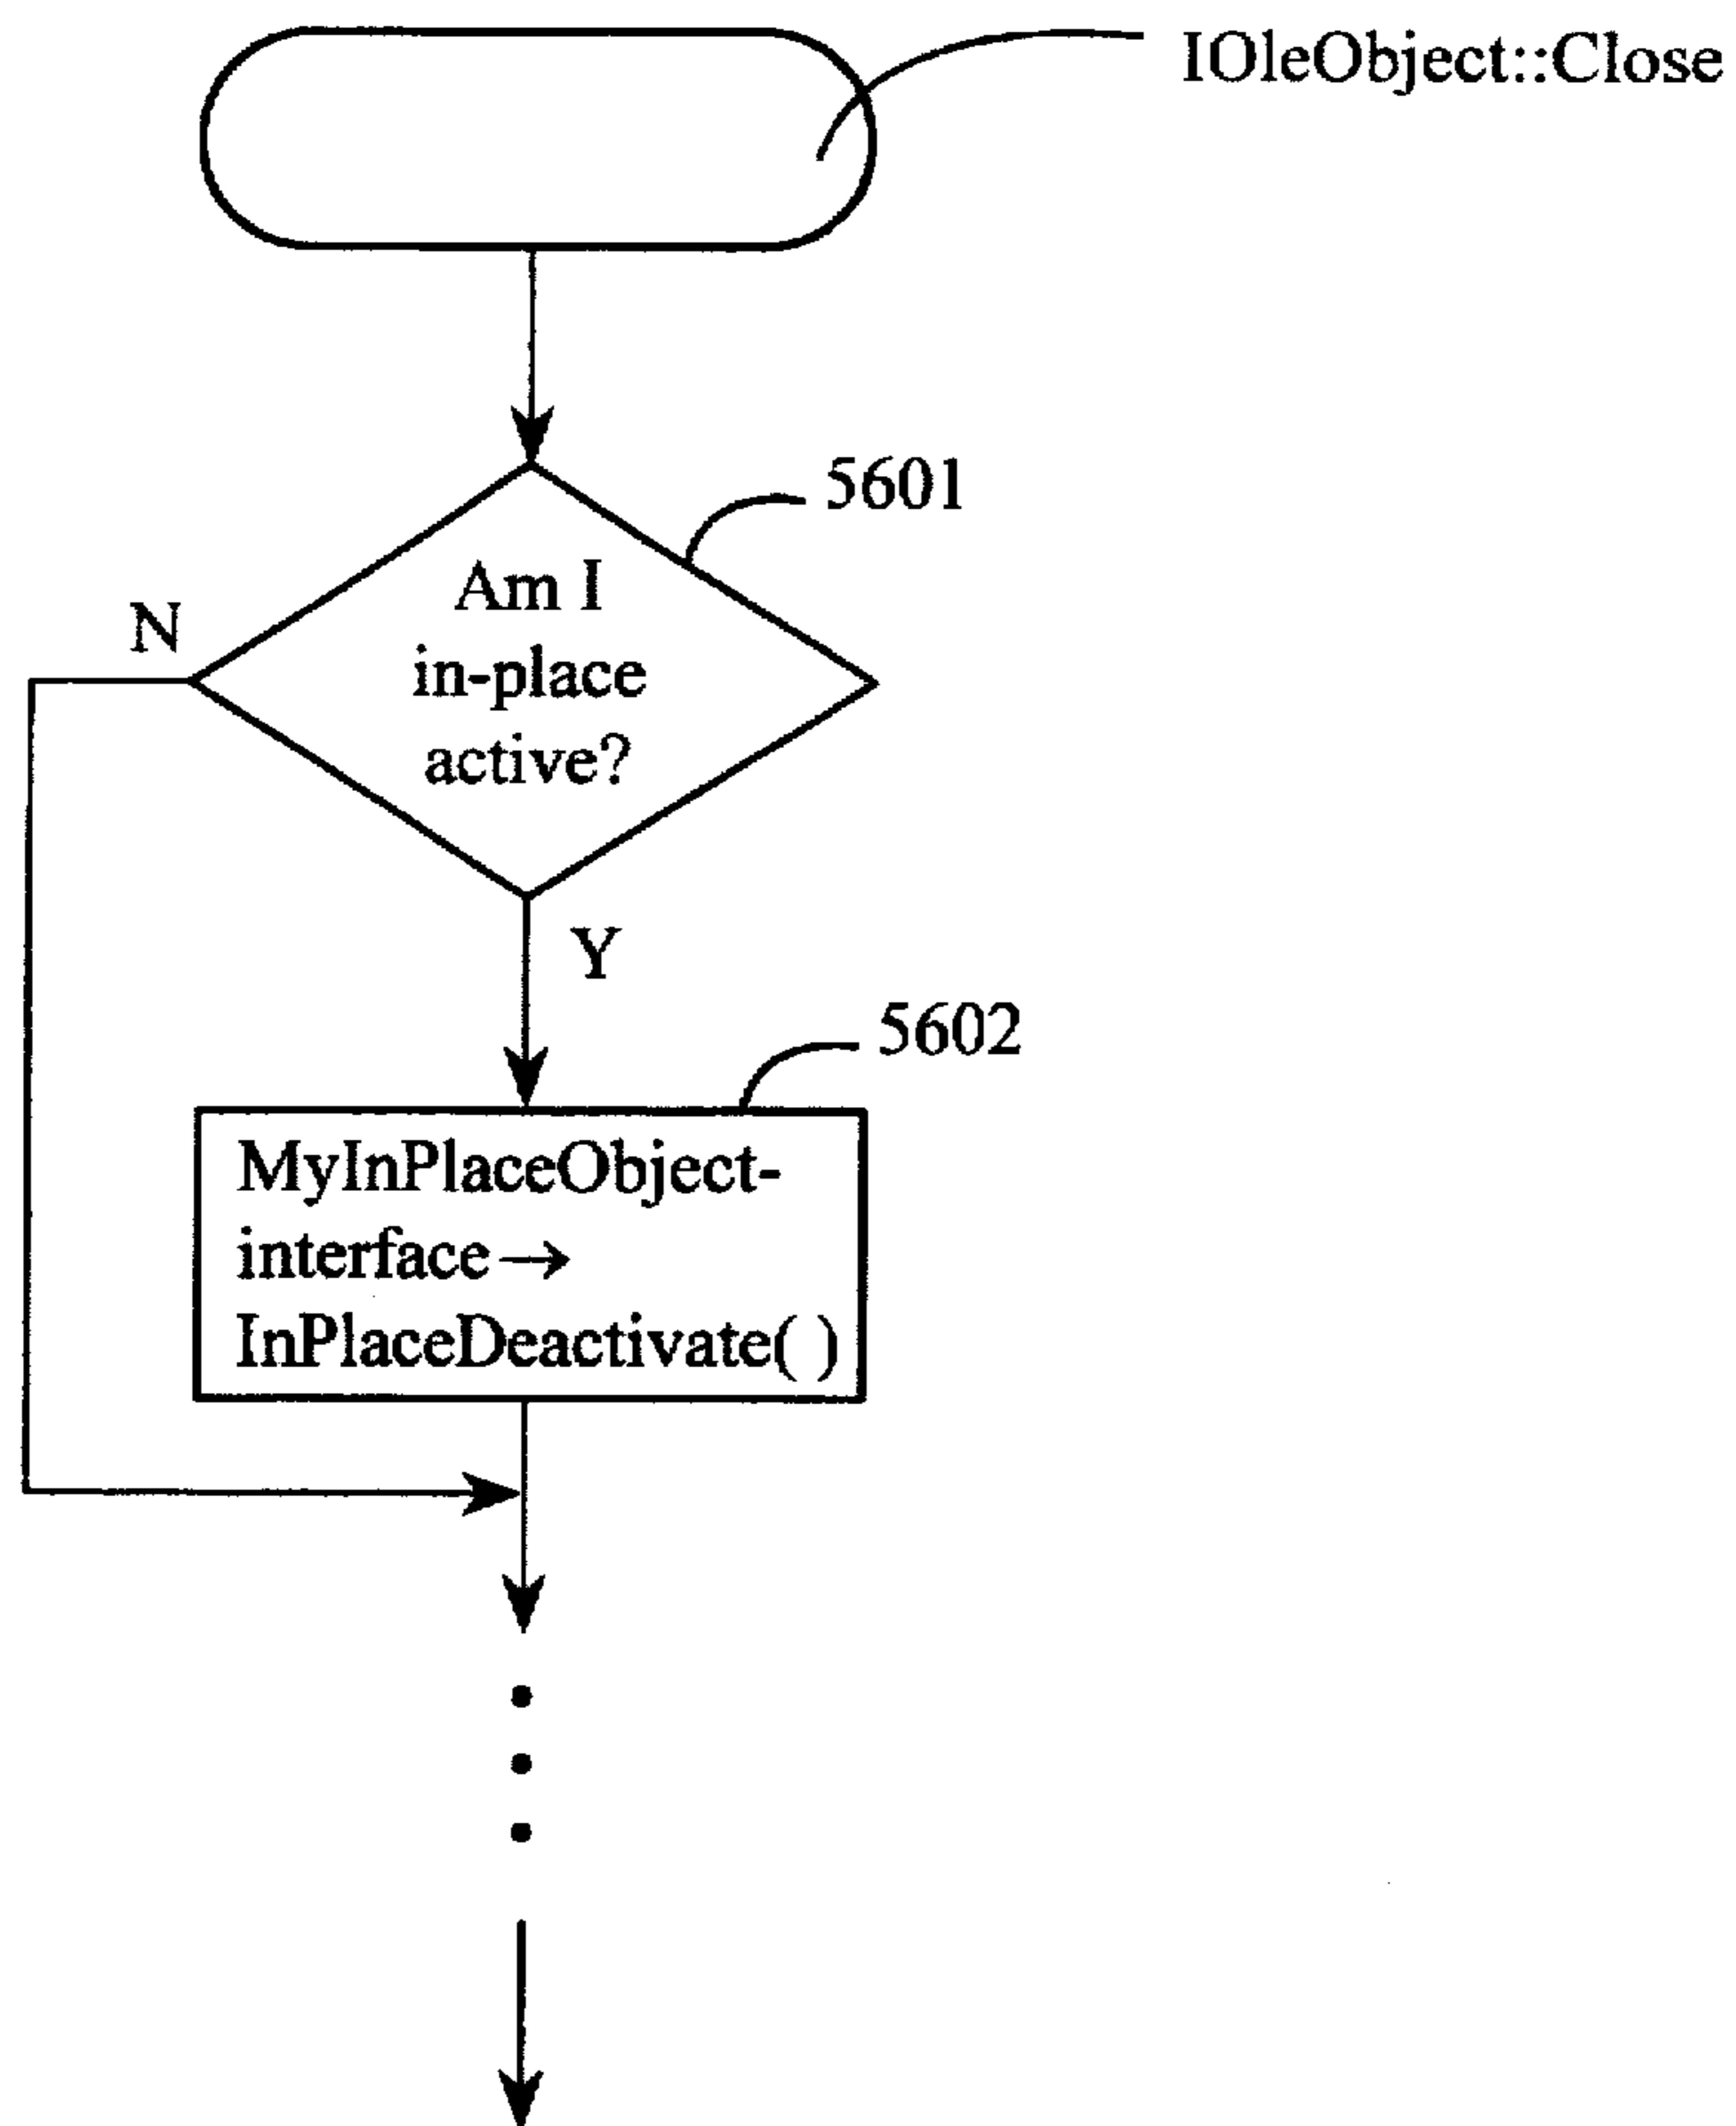 IOleObject::Close
5601
Am I
in-place
active?
N
Y
5602
MyInPlaceObject-
interface→
InPlaceDeactivate( )